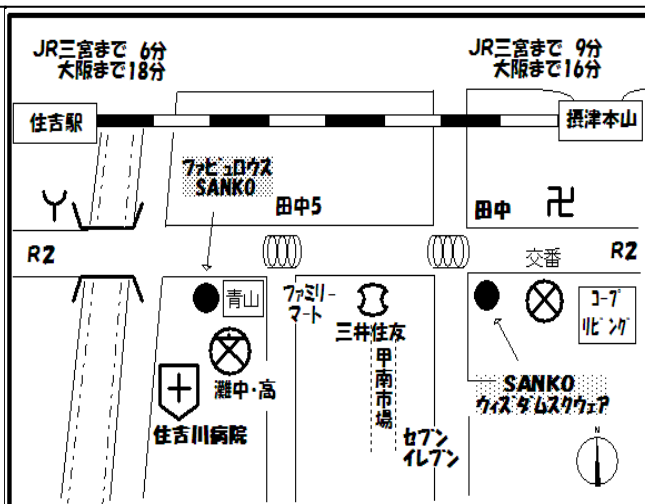 JR三宮まで 6分
大阪まで18分
JR三宮まで 9分
大阪まで16分
住吉駅
摂津本山
ファビュロウス
SANKO
田中5
田中
R2
交番
R2
青山
ファミリー
マート
三井住友
コープ
リビング
灘中・高
甲南市場
SANKO
ウィズダムスクウェア
住吉川病院
セブン
イレブン
N